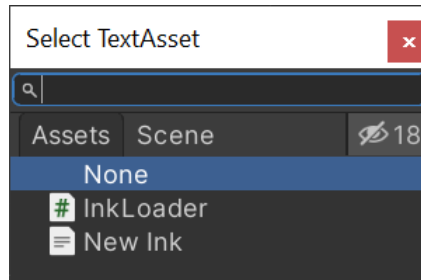 Select TextAsset
x
Assets Scene 18
None
# InkLoader
New Ink